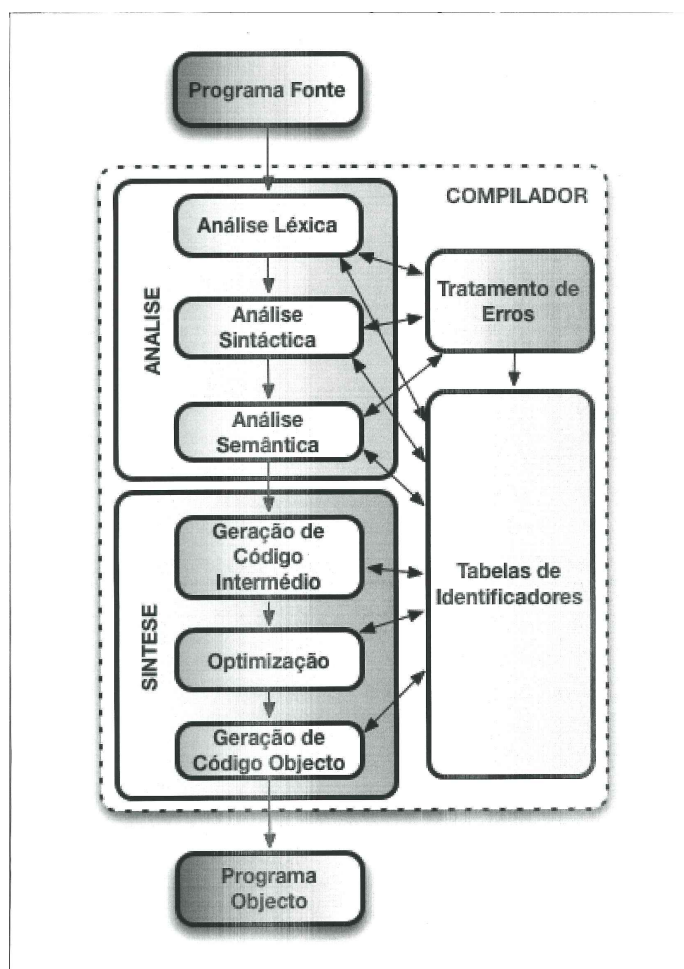 Programa Fonte
COMPILADOR
ANALISE
Análise Léxica
Tratamento de
Erros
Análise
Sintáctica
Análise
Semântica
SINTESE
Geração de
Código
Intermédio
Tabelas de
Identificadores
Optimização
Geração de
Código Objecto
Programa
Objecto